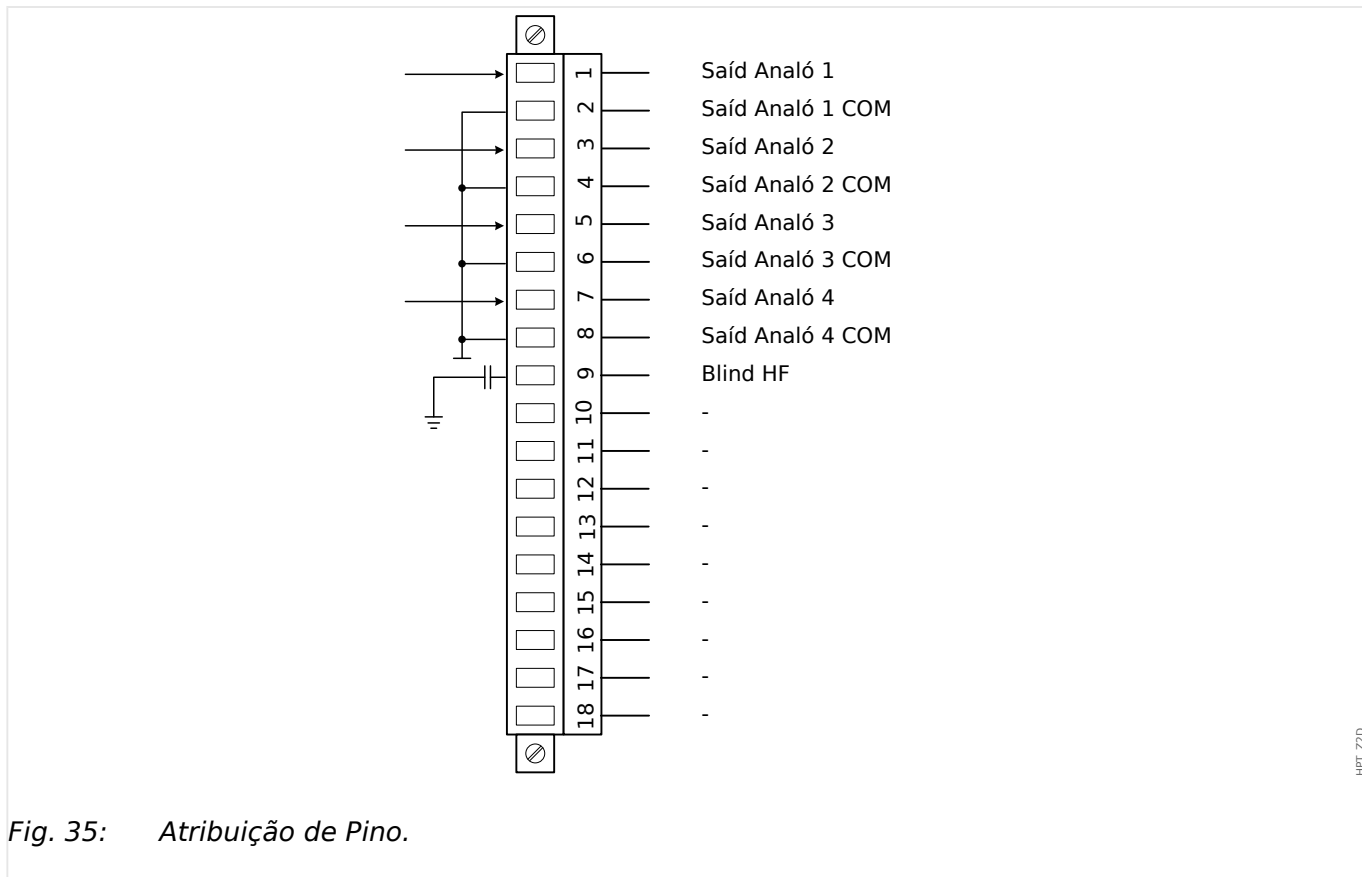 1 Saíd Analó 1
2 Saíd Analó 1 COM
3 Saíd Analó 2
4 Saíd Analó 2 COM
5 Saíd Analó 3
6 Saíd Analó 3 COM
7 Saíd Analó 4
8 Saíd Analó 4 COM
9 Blind HF
10 -
11 -
12 -
13 -
14 -
15 -
16 -
17 -
18 -
HPT_Z2D
Fig. 35: Atribuição de Pino.